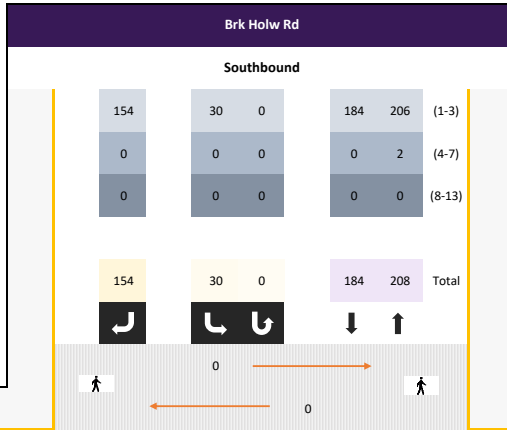 Brk Holw Rd
Southbound
154 30 0 184 206 (1-3)
0 0 0 0 2 (4-7)
0 0 0 0 0 (8-13)
154 30 0 184 208 Total
0
0